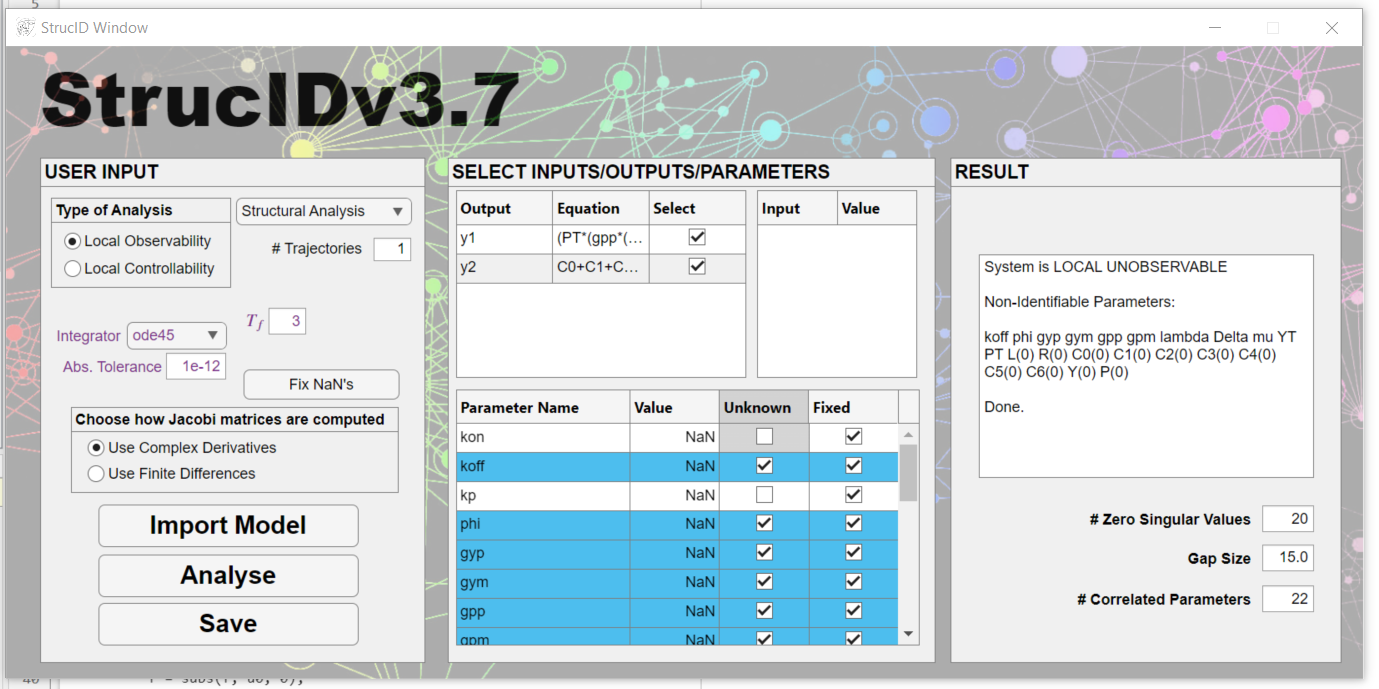 5
StrucID Window
StrucIDv3.7
USER INPUT
Type of Analysis
Structural Analysis
Local Observability
# Trajectories 1
Local Controllability
Integrator ode45
Tf 3
Abs. Tolerance 1e-12
Fix NaN's
Choose how Jacobi matrices are computed
Use Complex Derivatives
Use Finite Differences
Import Model
Analyse
Save
SELECT INPUTS/OUTPUTS/PARAMETERS
Output Equation Select
y1 (PT*(gpp*(...
y2 C0+C1+C...
Input Value
Parameter Name Value Unknown Fixed
kon NaN
koff NaN
kp NaN
phi NaN
gyp NaN
gym NaN
gpp NaN
gpm NaN
RESULT
System is LOCAL UNOBSERVABLE
Non-Identifiable Parameters:
koff phi gyp gym gpp gpm lambda Delta mu YT
PT L(0) R(0) C0(0) C1(0) C2(0) C3(0) C4(0)
C5(0) C6(0) Y(0) P(0)
Done.
# Zero Singular Values 20
Gap Size 15.0
# Correlated Parameters 22
40